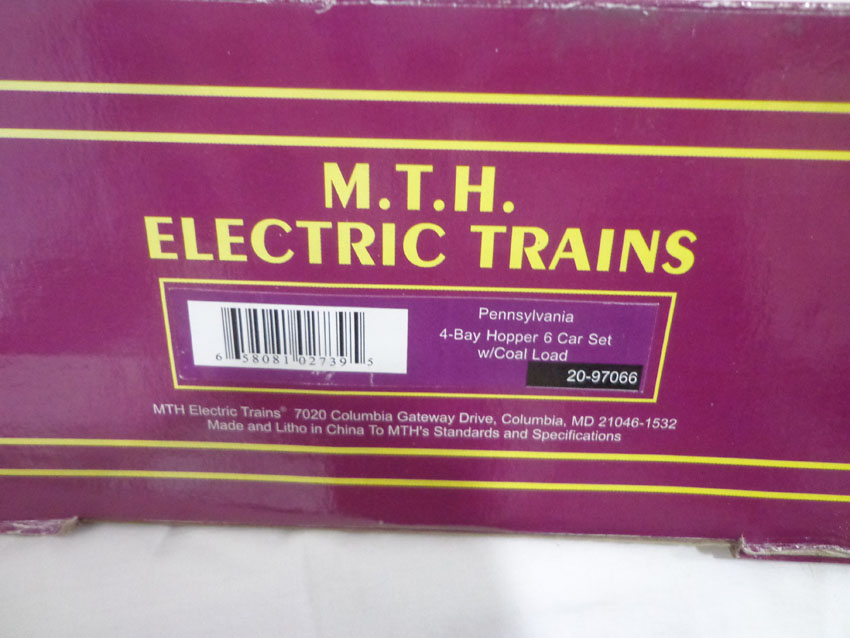 M.T.H.
ELECTRIC TRAINS
Pennsylvania
4-Bay Hopper 6 Car Set
w/Coal Load
20-97066
6 58081 02739 5
MTH Electric Trains® 7020 Columbia Gateway Drive, Columbia, MD 21046-1532
Made and Litho in China To MTH's Standards and Specifications